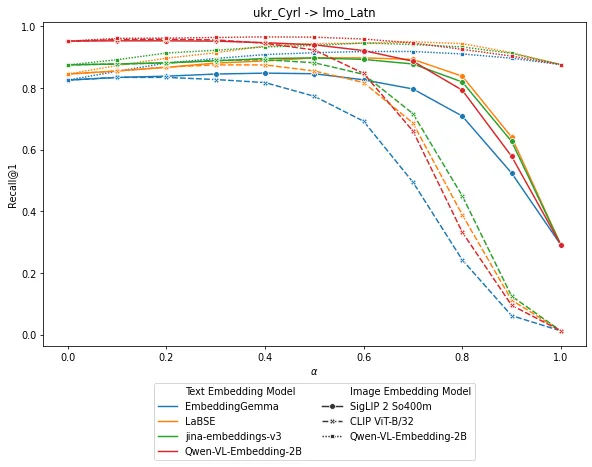 ukr_Cyrl -> lmo_Latn
Recall@1
1.0
0.8
0.6
0.4
0.2
0.0
0.0 0.2 0.4 0.6 0.8 1.0
α
Text Embedding Model
EmbeddingGemma
LaBSE
jina-embeddings-v3
Qwen-VL-Embedding-2B
Image Embedding Model
SigLIP 2 So400m
CLIP ViT-B/32
Qwen-VL-Embedding-2B